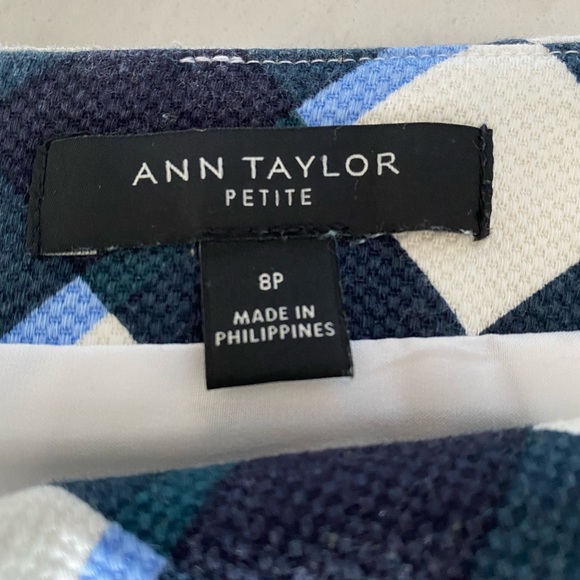 ANN TAYLOR
PETITE
8P
MADE IN
PHILIPPINES